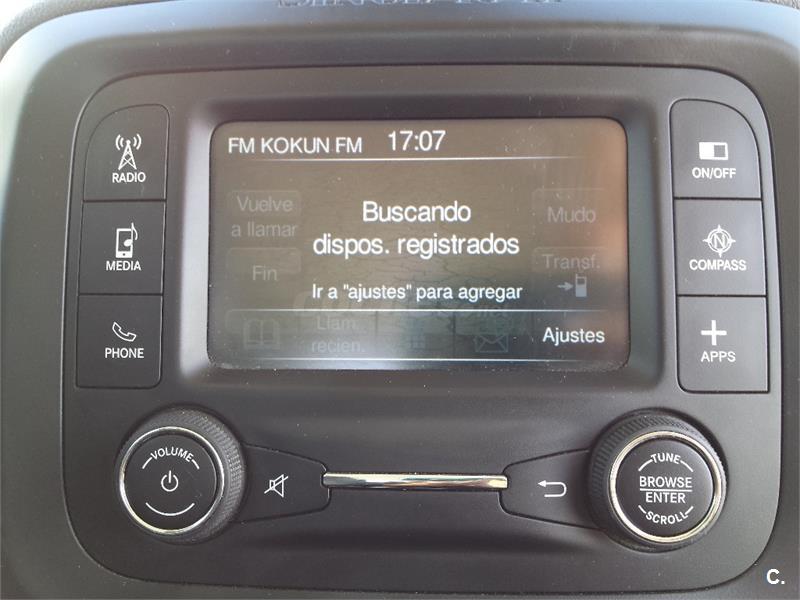 FM KOKUN FM 17:07
Vuelve
a llamar
Buscando
dispos. registrados
Mudo
Fin
Transf.
Ir a "ajustes" para agregar
Llam.
recien.
Ajustes
RADIO
MEDIA
PHONE
ON/OFF
N
COMPASS
APPS
VOLUME
TUNE
BROWSE
ENTER
SCROLL
C.